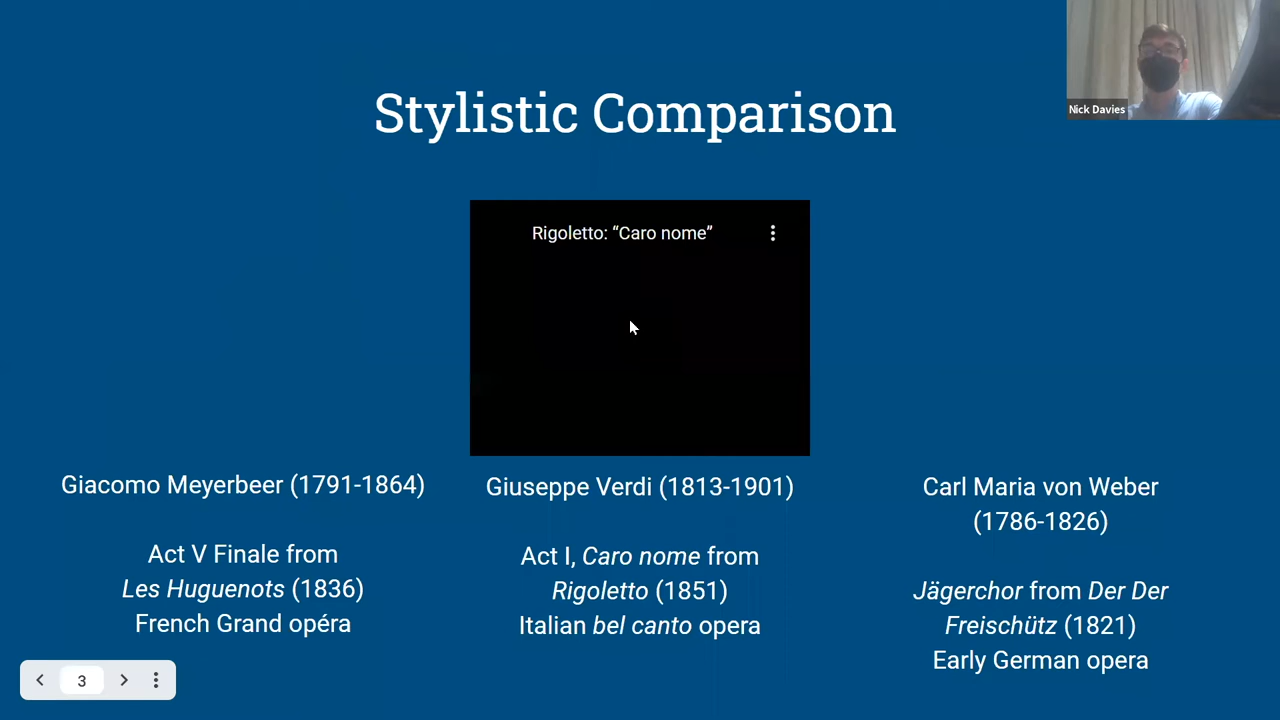 Nick Davies
Stylistic Comparison
Rigoletto: “Caro nome”
Giacomo Meyerbeer (1791-1864)
Act V Finale from
Les Huguenots (1836)
French Grand opéra
Giuseppe Verdi (1813-1901)
Act I, Caro nome from
Rigoletto (1851)
Italian bel canto opera
Carl Maria von Weber
(1786-1826)
Jägerchor from Der Der
Freischütz (1821)
Early German opera
3